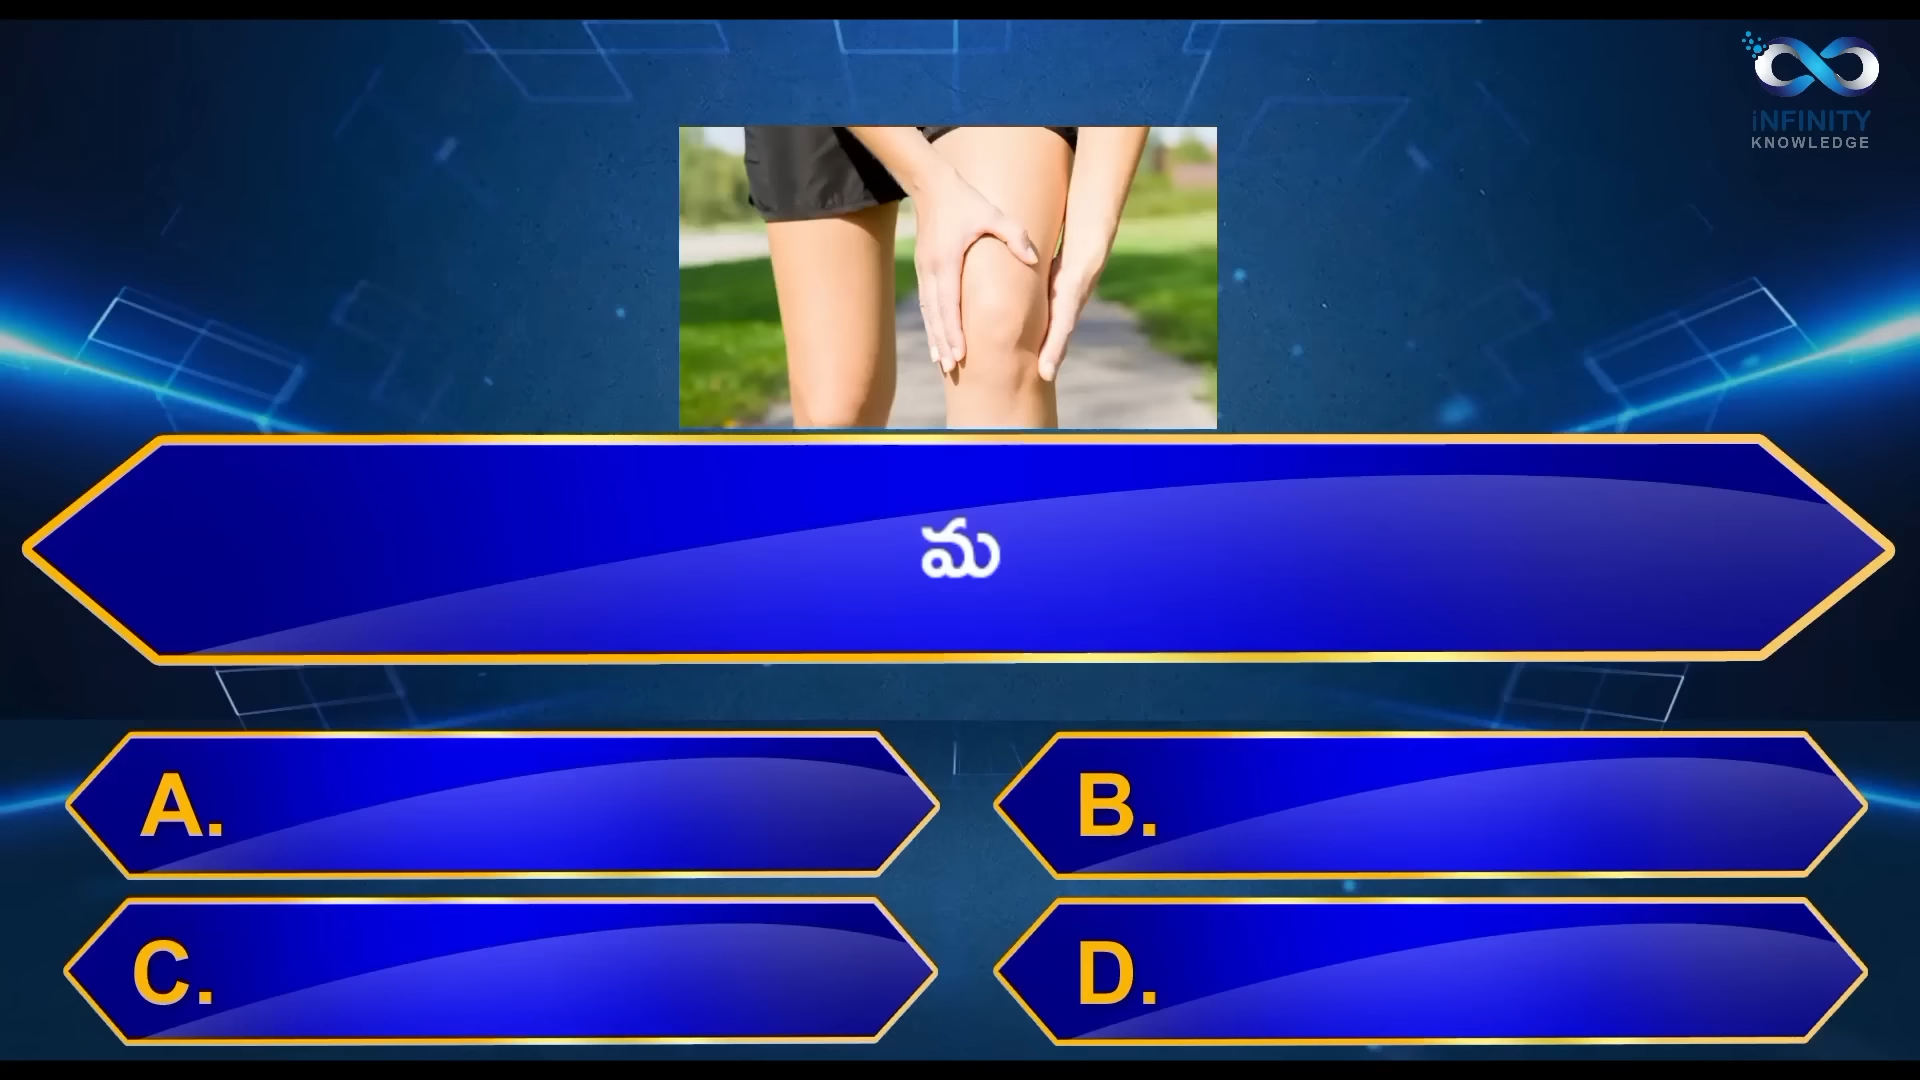 iNFINITY
KNOWLEDGE
మ
A.
B.
C.
D.